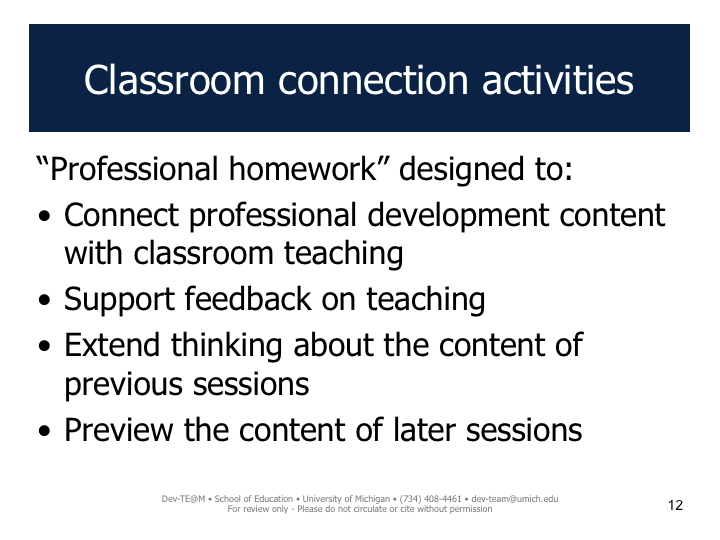 Classroom connection activities
“Professional homework” designed to:
• Connect professional development content
with classroom teaching
• Support feedback on teaching
• Extend thinking about the content of
previous sessions
• Preview the content of later sessions
Dev-TE@M • School of Education • University of Michigan • (734) 408-4461 • dev-team@umich.edu
For review only - Please do not circulate or cite without permission
12